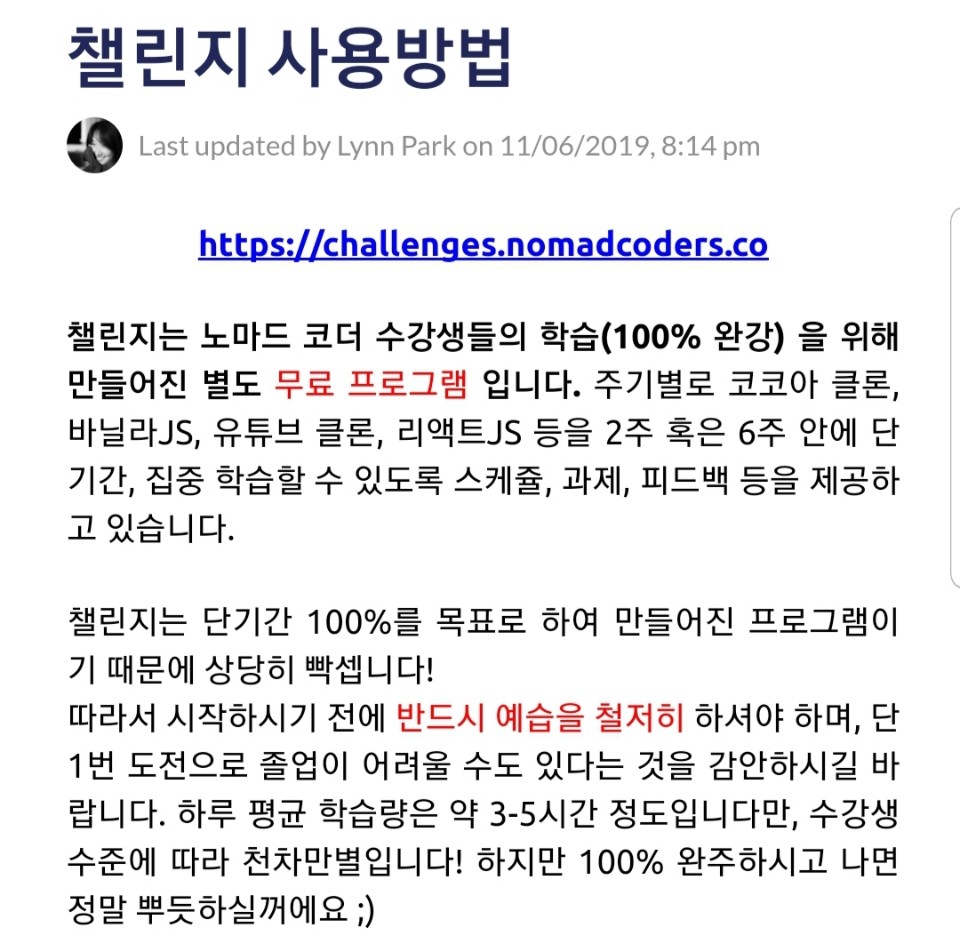 챌린지 사용방법
Last updated by Lynn Park on 11/06/2019, 8:14 pm
https://challenges.nomadcoders.co
챌린지는 노마드 코더 수강생들의 학습(100% 완강) 을 위해
만들어진 별도 무료 프로그램 입니다. 주기별로 코코아 클론,
바닐라JS, 유튜브 클론, 리액트JS 등을 2주 혹은 6주 안에 단
기간, 집중 학습할 수 있도록 스케쥴, 과제, 피드백 등을 제공하
고 있습니다.
챌린지는 단기간 100%를 목표로 하여 만들어진 프로그램이
기 때문에 상당히 빡셉니다!
따라서 시작하시기 전에 반드시 예습을 철저히 하셔야 하며, 단
1번 도전으로 졸업이 어려울 수도 있다는 것을 감안하시길 바
랍니다. 하루 평균 학습량은 약 3-5시간 정도입니다만, 수강생
수준에 따라 천차만별입니다! 하지만 100% 완주하시고 나면
정말 뿌듯하실꺼에요 ;)